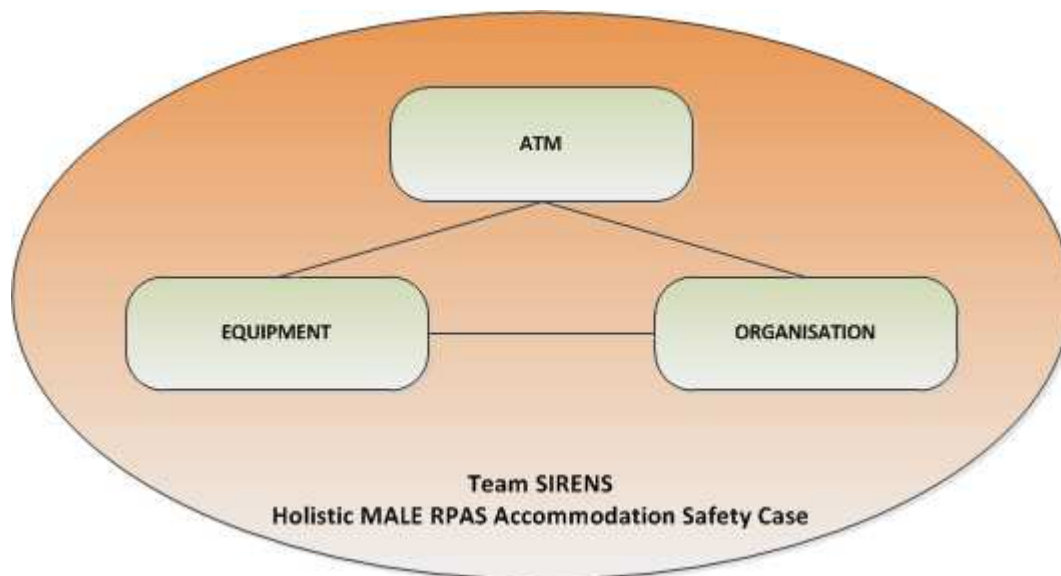 ATM
EQUIPMENT
ORGANISATION
Team SIRENS
Holistic MALE RPAS Accommodation Safety Case